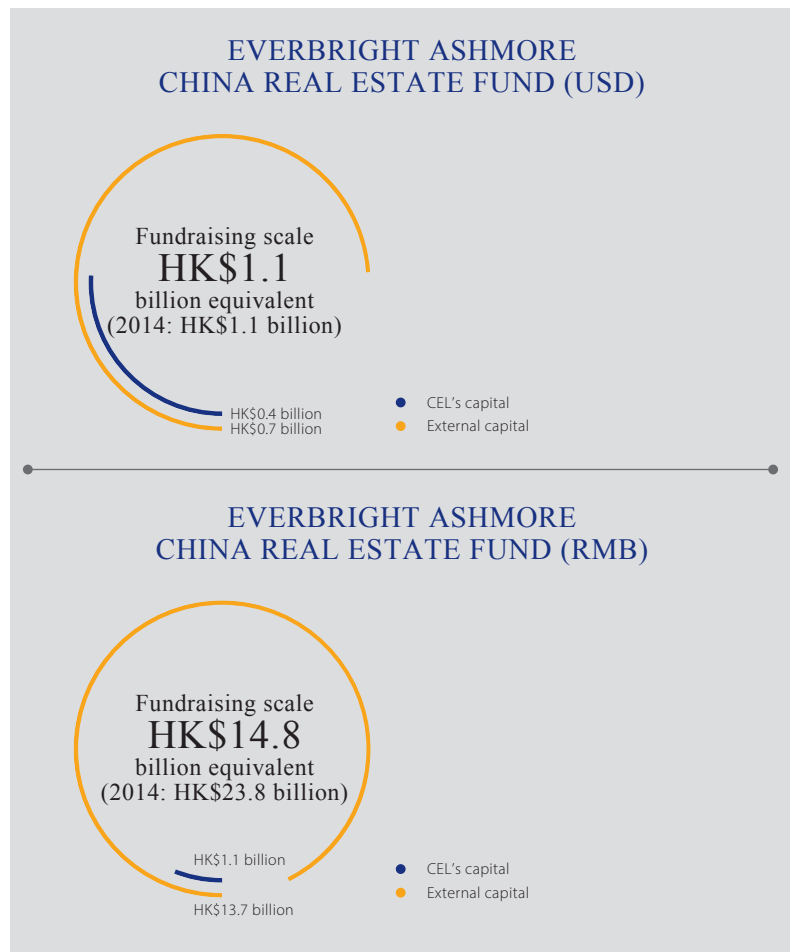 EVERBRIGHT ASHMORE
CHINA REAL ESTATE FUND (USD)
Fundraising scale
HK$1.1
billion equivalent
(2014: HK$1.1 billion)
HK$0.4 billion
HK$0.7 billion
CEL’s capital
External capital
EVERBRIGHT ASHMORE
CHINA REAL ESTATE FUND (RMB)
Fundraising scale
HK$14.8
billion equivalent
(2014: HK$23.8 billion)
HK$1.1 billion
HK$13.7 billion
CEL’s capital
External capital